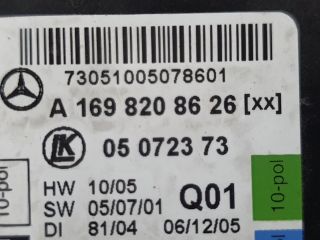 73051005078601
A 169 820 86 26 [xx]
LK 05 0723 73
HW 10/05 Q01
SW 05/07/01
DI 81/04 06/12/05
10-pol
10-pol